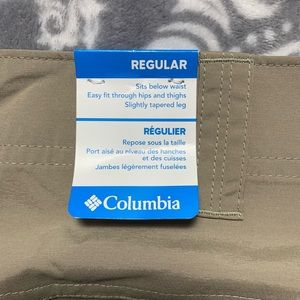 REGULAR
Sits below waist
Easy fit through hips and thighs
Slightly tapered leg
RÉGULIER
Repose sous la taille
Port aisé au niveau des hanches
et des cuisses
Jambes légèrement fuselées
Columbia